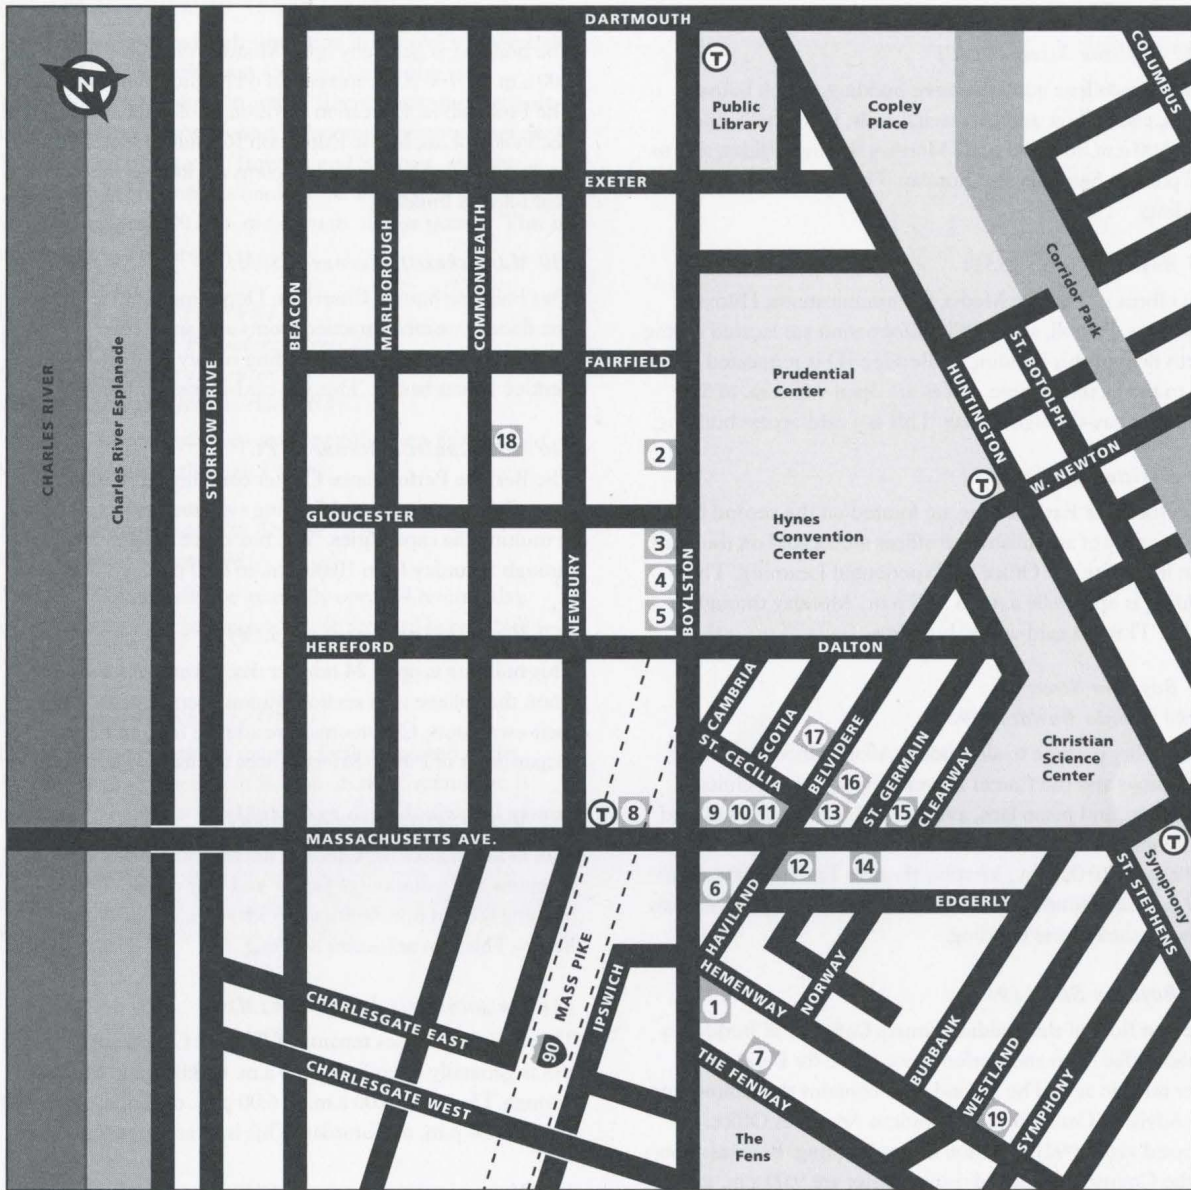 DARTMOUTH
N
T
COLUMBUS
Public
Library
Copley
Place
EXETER
BEACON
MARLBOROUGH
COMMONWEALTH
Corridor Park
CHARLES RIVER
Charles River Esplanade
STORROW DRIVE
FAIRFIELD
Prudential
Center
HUNTINGTON
ST. BOTOLPH
18
2
W. NEWTON
T
GLOUCESTER
Hynes
Convention
Center
3
4
5
NEWBURY
BOYLSTON
HEREFORD
DALTON
CAMBRIA
SCOTIA
ST. CECILIA
17
BELVIDERE
16
ST. GERMAIN
CLEARWAY
Christian
Science
Center
T
8
9
10
11
13
15
MASSACHUSETTS AVE.
T
Symphony
ST. STEPHENS
12
14
6
HAVILAND
EDGERLY
MASS PIKE
IPSWICH
HEMENWAY
NORWAY
1
CHARLESGATE EAST
90
7
BURBANK
WESTLAND
CHARLESGATE WEST
THE FENWAY
19
SYMPHONY
The
Fens